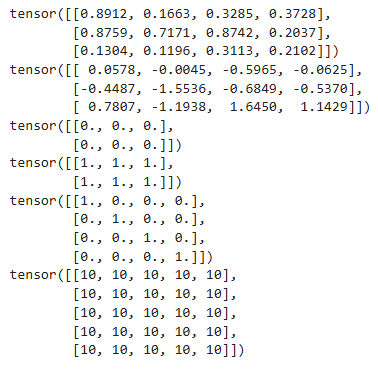 tensor([[0.8912, 0.1663, 0.3285, 0.3728],
        [0.8759, 0.7171, 0.8742, 0.2037],
        [0.1304, 0.1196, 0.3113, 0.2102]])
tensor([[ 0.0578, -0.0045, -0.5965, -0.0625],
        [-0.4487, -1.5536, -0.6849, -0.5370],
        [ 0.7807, -1.1938,  1.6450,  1.1429]])
tensor([[0., 0., 0.],
        [0., 0., 0.]])
tensor([[1., 1., 1.],
        [1., 1., 1.]])
tensor([[1., 0., 0., 0.],
        [0., 1., 0., 0.],
        [0., 0., 1., 0.],
        [0., 0., 0., 1.]])
tensor([[10, 10, 10, 10, 10],
        [10, 10, 10, 10, 10],
        [10, 10, 10, 10, 10],
        [10, 10, 10, 10, 10],
        [10, 10, 10, 10, 10]])